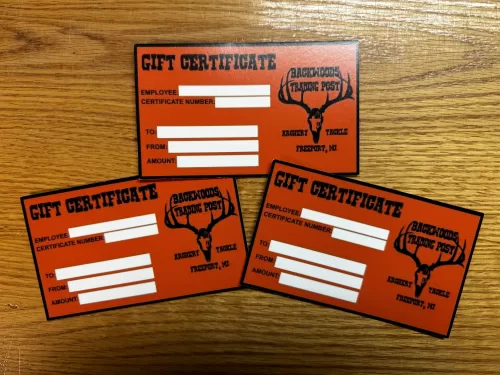 GIFT CERTIFICATE
EMPLOYEE:
CERTIFICATE NUMBER:
TO:
FROM:
AMOUNT:
BACKWOODS
TRADING POST
ARCHERY TACKLE
FREEPORT, MI
GIFT CERTIFICATE
EMPLOYEE:
CERTIFICATE NUMBER:
TO:
FROM:
AMOUNT:
BACKWOODS
TRADING POST
ARCHERY TACKLE
FREEPORT, MI
GIFT CERTIFICATE
EMPLOYEE:
CERTIFICATE NUMBER:
TO:
FROM:
AMOUNT:
BACKWOODS
TRADING POST
ARCHERY TACKLE
FREEPORT, MI